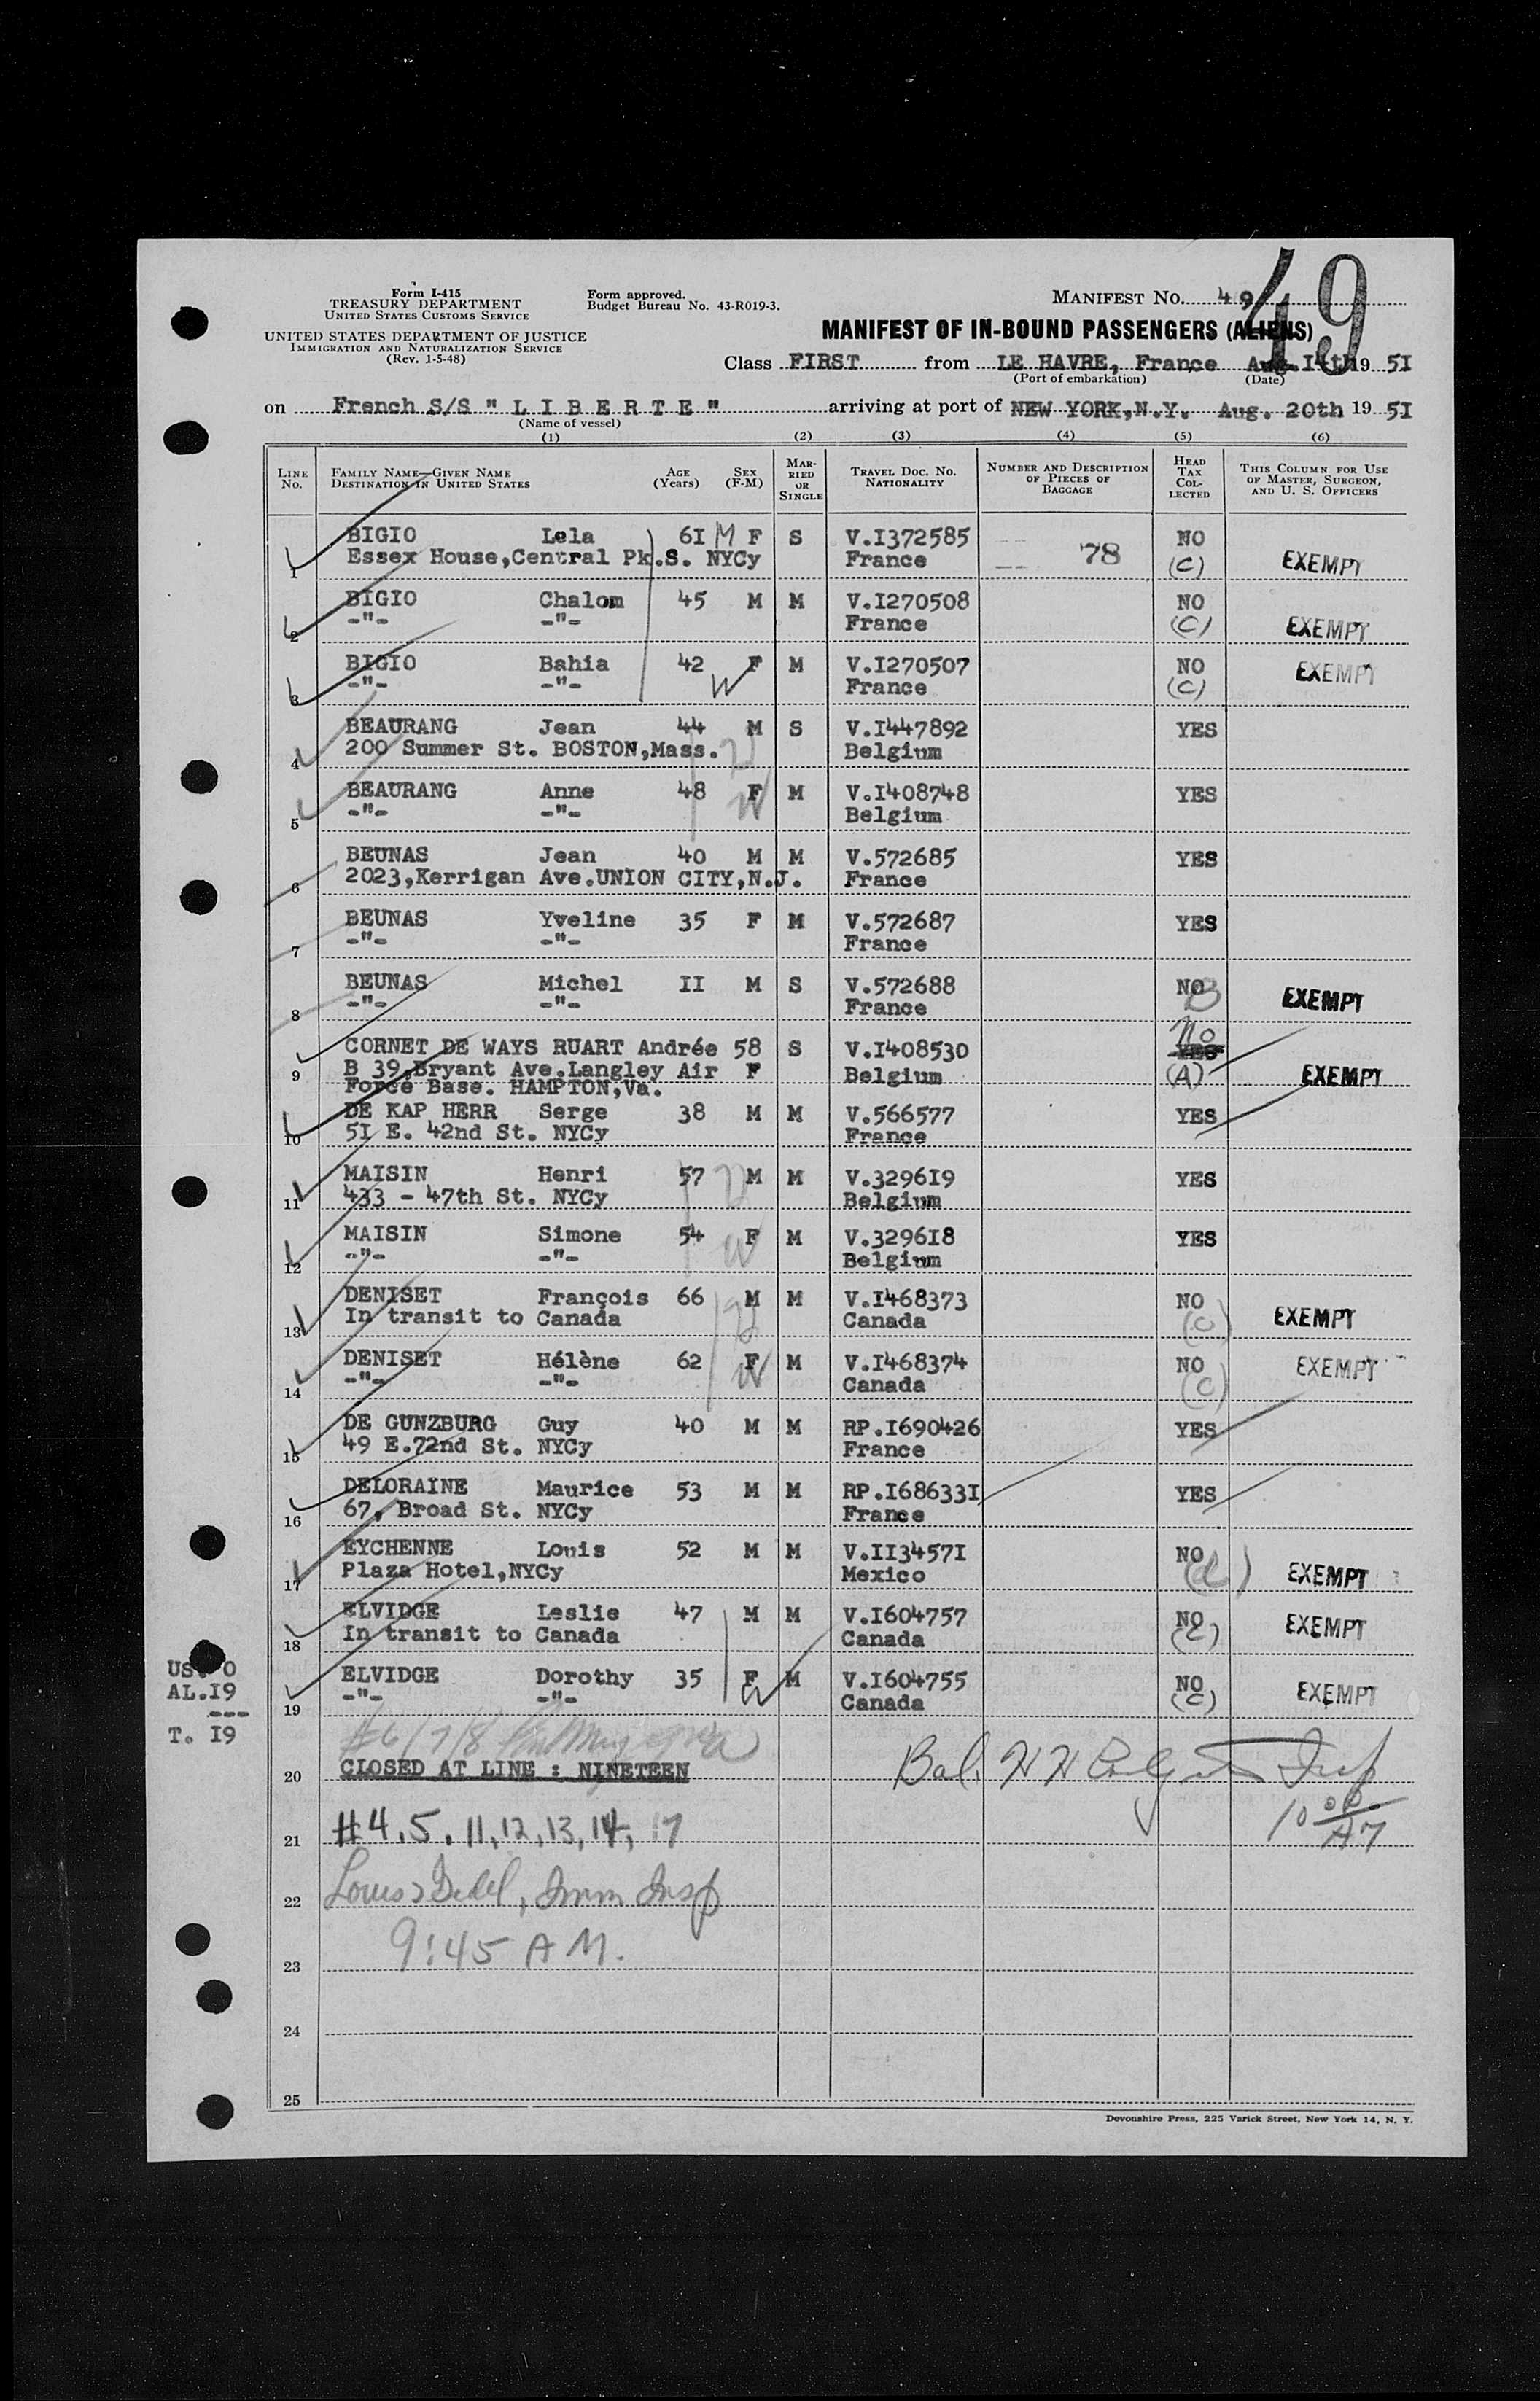 49
Form I-415
TREASURY DEPARTMENT
UNITED STATES CUSTOMS SERVICE
UNITED STATES DEPARTMENT OF JUSTICE
IMMIGRATION AND NATURALIZATION SERVICE
(Rev. 1-5-48)
Form approved.
Budget Bureau No. 43-R019-3.
MANIFEST NO. 49
MANIFEST OF IN-BOUND PASSENGERS (ALIENS)
Class FIRST from LE HAVRE, France Aug. I4th 19 5I
(Port of embarkation) (Date)
on French S/S " L I B E R T E " arriving at port of NEW YORK,N.Y. Aug. 20th 19 5I
(Name of vessel)
(1) (2) (3) (4) (5) (6)
LINE NO. FAMILY NAME—GIVEN NAME DESTINATION IN UNITED STATES AGE (Years) SEX (F-M) MARRIED OR SINGLE TRAVEL DOC. NO. NATIONALITY NUMBER AND DESCRIPTION OF PIECES OF BAGGAGE HEAD TAX COLLECTED THIS COLUMN FOR USE OF MASTER, SURGEON, AND U. S. OFFICERS
1 BIGIO Lela 6I M F S V.I372585 78 NO
Essex House,Central Pk.S. NYCy France (C) EXEMPT
2 BIGIO Chalom 45 M M V.I270508 NO
-"- -"- France (C) EXEMPT
3 BIGIO Bahia 42 F M V.I270507 NO EXEMPT
-"- -"- W France (C)
4 BEAURANG Jean 44 M S V.I447892 YES
200 Summer St. BOSTON,Mass. Belgium
5 BEAURANG Anne 48 F M V.I408748 YES
-"- -"- W Belgium
6 BEUNAS Jean 40 M M V.572685 YES
2023,Kerrigan Ave.UNION CITY,N.J. France
7 BEUNAS Yveline 35 F M V.572687 YES
-"- -"- France
8 BEUNAS Michel II M S V.572688 NO B EXEMPT
-"- -"- France
9 CORNET DE WAYS RUART Andrée 58 S V.I408530 No YES
B 39,Bryant Ave.Langley Air F Belgium (A) EXEMPT
Force Base. HAMPTON,Va.
10 DE KAP HERR Serge 38 M M V.566577 YES
5I E. 42nd St. NYCy France
11 MAISIN Henri 57 M M V.3296I9 YES
433 - 47th St. NYCy Belgium
12 MAISIN Simone 54 F M V.3296I8 YES
-"- -"- W Belgium
13 DENISET François 66 M M V.I468373 NO
In transit to Canada Canada (C) EXEMPT
14 DENISET Hélène 62 F M V.I468374 NO EXEMPT
-"- -"- W Canada (C)
15 DE GUNZBURG Guy 40 M M RP.I690426 YES
49 E.72nd St. NYCy France
16 DELORAINE Maurice 53 M M RP.I68633I YES
67, Broad St. NYCy France
17 EYCHENNE Louis 52 M M V.II3457I NO
Plaza Hotel,NYCy Mexico EXEMPT
18 ELVIDGE Leslie 47 M M V.I604757 NO
In transit to Canada Canada (C) EXEMPT
19 ELVIDGE Dorothy 35 F M V.I604755 NO
-"- -"- W Canada (C) EXEMPT
US. 0
AL.I9
---
T. I9
#6/7/8
20 CLOSED AT LINE : NINETEEN Bal. Insp
21 #4, 5, 11, 12, 13, 14, 17 10
22 Louis Imm Insp
23 9:45 AM.
24
25
Devonshire Press, 225 Varick Street, New York 14, N. Y.